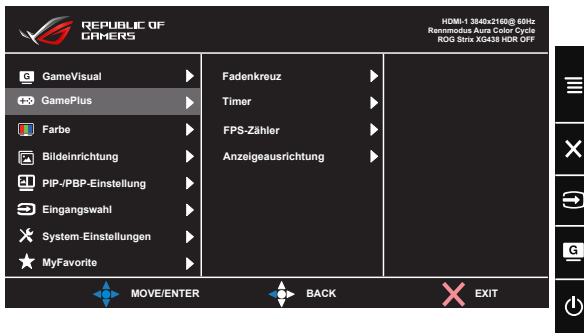 REPUBLIC OF
GAMERS
HDMI-1 3840x2160@ 60Hz
Rennmodus Aura Color Cycle
ROG Strix XG438 HDR OFF
G GameVisual
GamePlus
Farbe
Bildeinrichtung
PIP-/PBP-Einstellung
Eingangswahl
System-Einstellungen
MyFavorite
Fadenkreuz
Timer
FPS-Zähler
Anzeigeausrichtung
MOVE/ENTER
BACK
EXIT
G